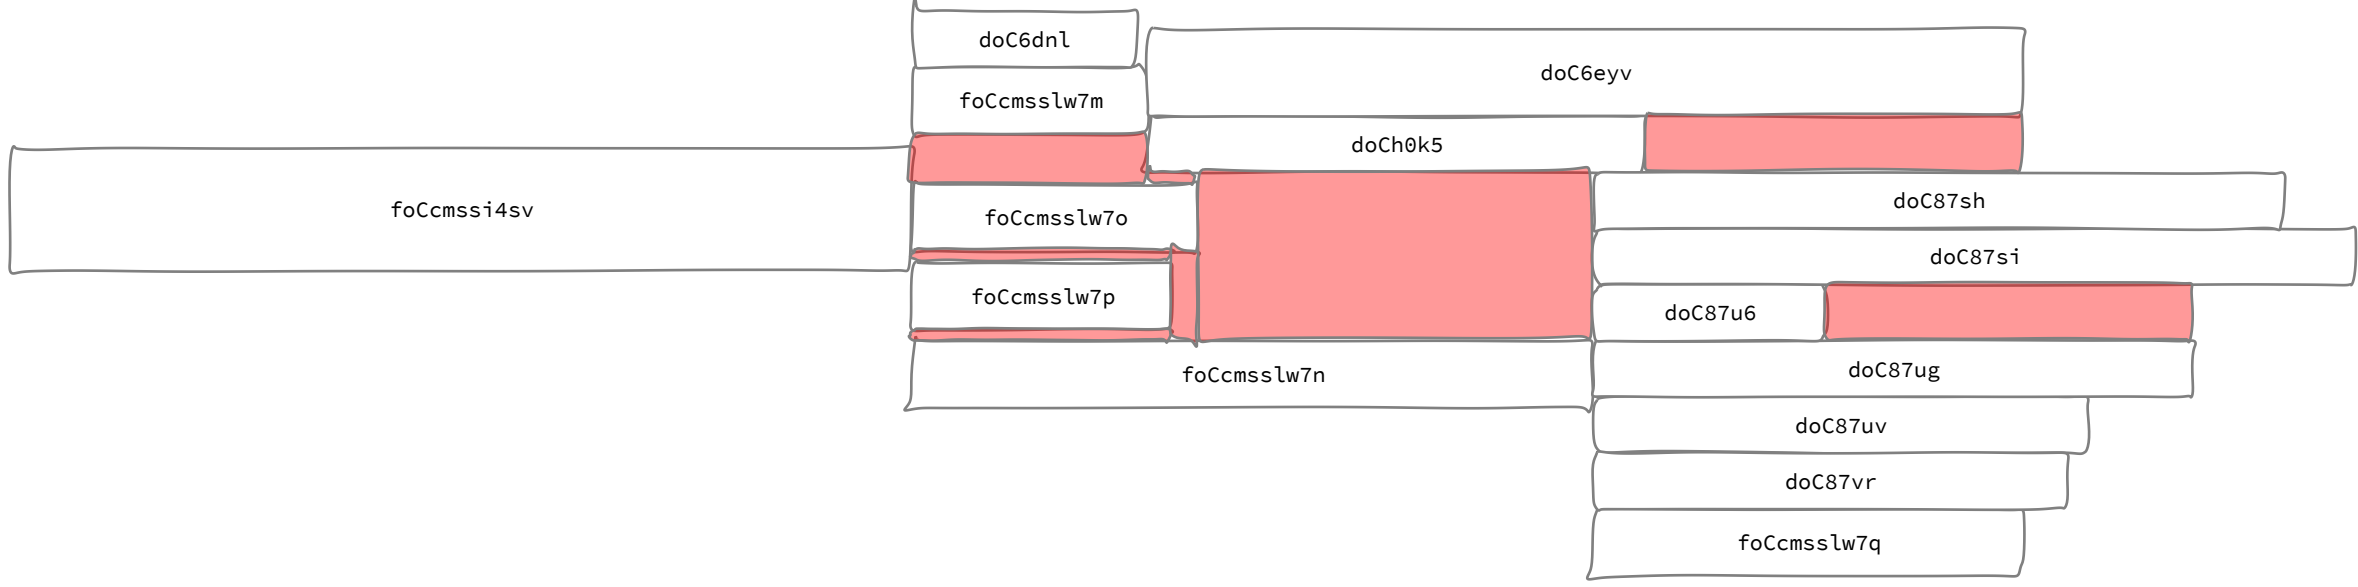 doC6dnl
doC6eyv
foCcmsslw7m
doCh0k5
foCcmssi4sv
foCcmsslw7o
doC87sh
doC87si
foCcmsslw7p
doC87u6
foCcmsslw7n
doC87ug
doC87uv
doC87vr
foCcmsslw7q